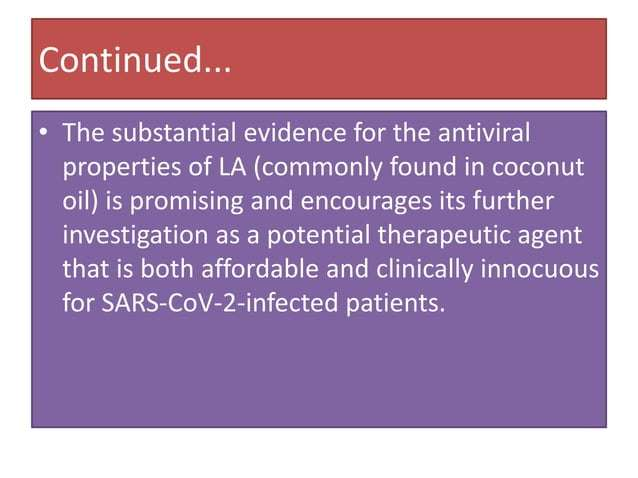 Continued...
• The substantial evidence for the antiviral
properties of LA (commonly found in coconut
oil) is promising and encourages its further
investigation as a potential therapeutic agent
that is both affordable and clinically innocuous
for SARS-CoV-2-infected patients.